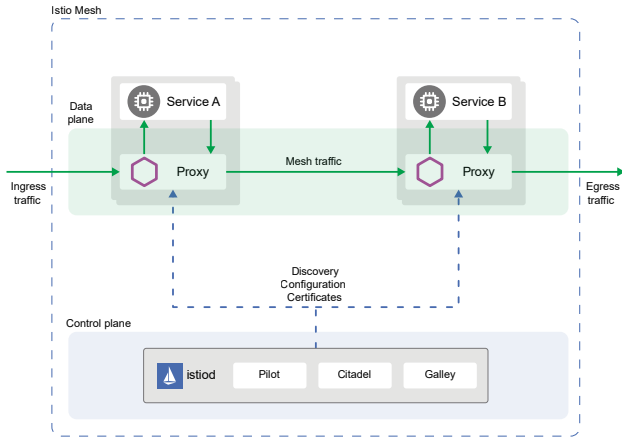 Istio Mesh
Data
plane
Service A
Service B
Proxy
Mesh traffic
Proxy
Ingress
traffic
Egress
traffic
Discovery
Configuration
Certificates
Control plane
istiod
Pilot
Citadel
Galley